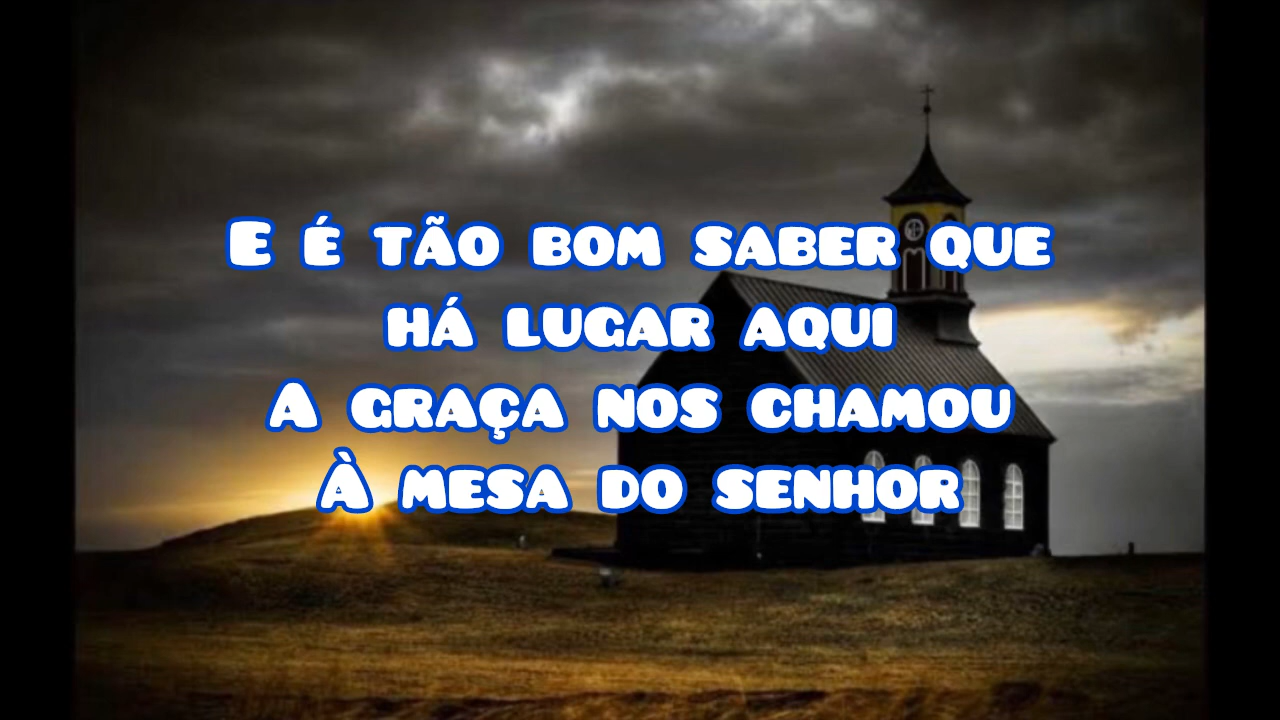 E É TÃO BOM SABER QUE
HÁ LUGAR AQUI
A GRAÇA NOS CHAMOU
À MESA DO SENHOR